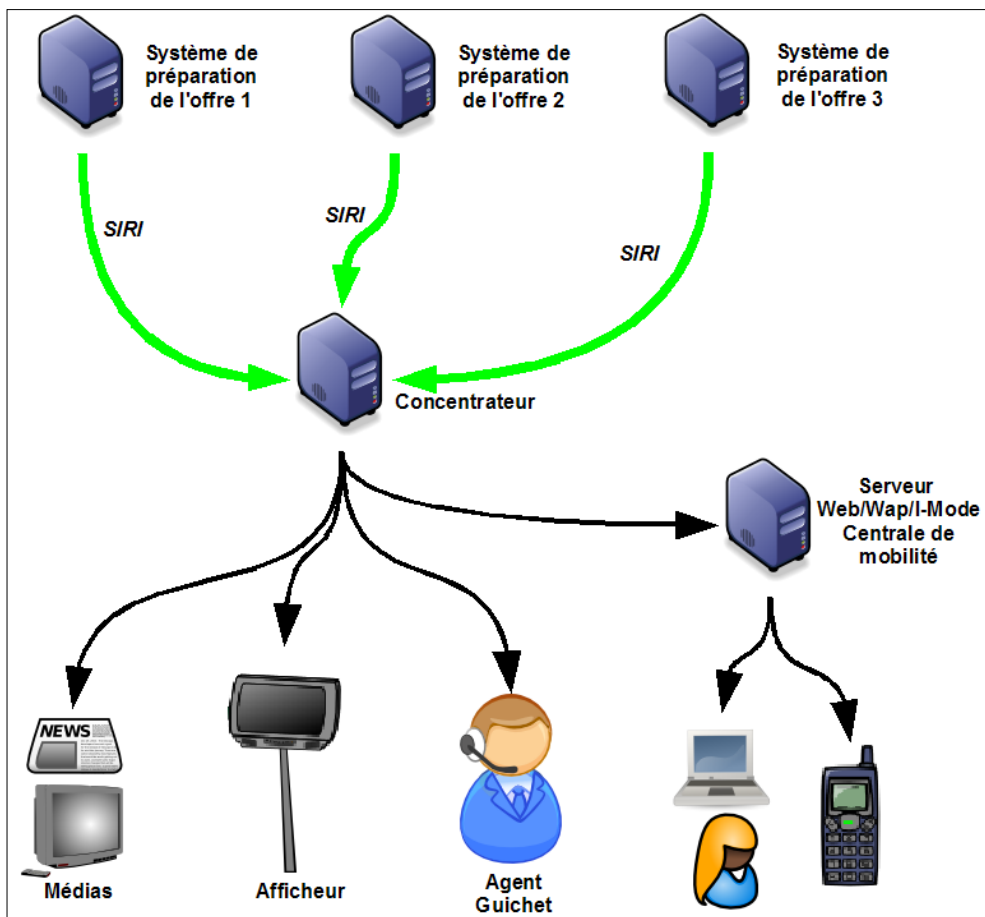 Système de
préparation
de l'offre 1
Système de
préparation
de l'offre 2
Système de
préparation
de l'offre 3
SIRI
SIRI
SIRI
Concentrateur
Serveur
Web/Wap/I-Mode
Centrale de
mobilité
NEWS
Médias
Afficheur
Agent
Guichet